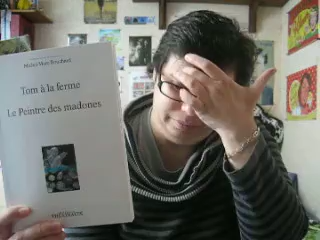 Michel Marc Bouchard
Tom à la ferme
Le Peintre des madones